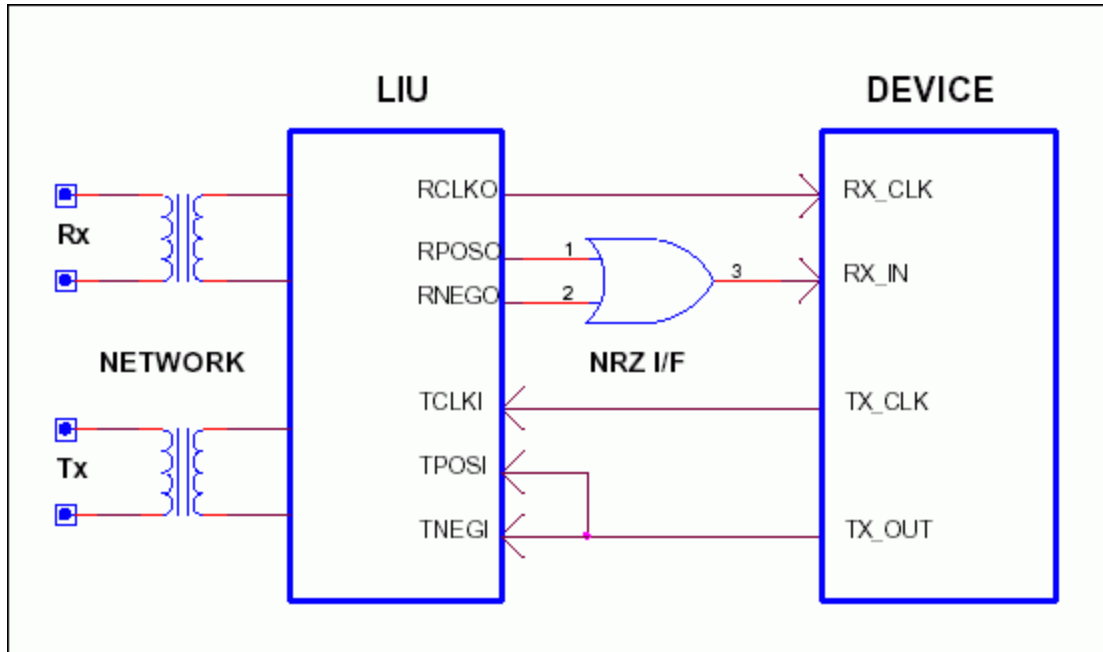 LIU
DEVICE
RCLKO
RX_CLK
Rx
RPOSO
1
RNEGO
2
3
RX_IN
NETWORK
NRZ I/F
TCLKI
TX_CLK
Tx
TPOSI
TNEGI
TX_OUT